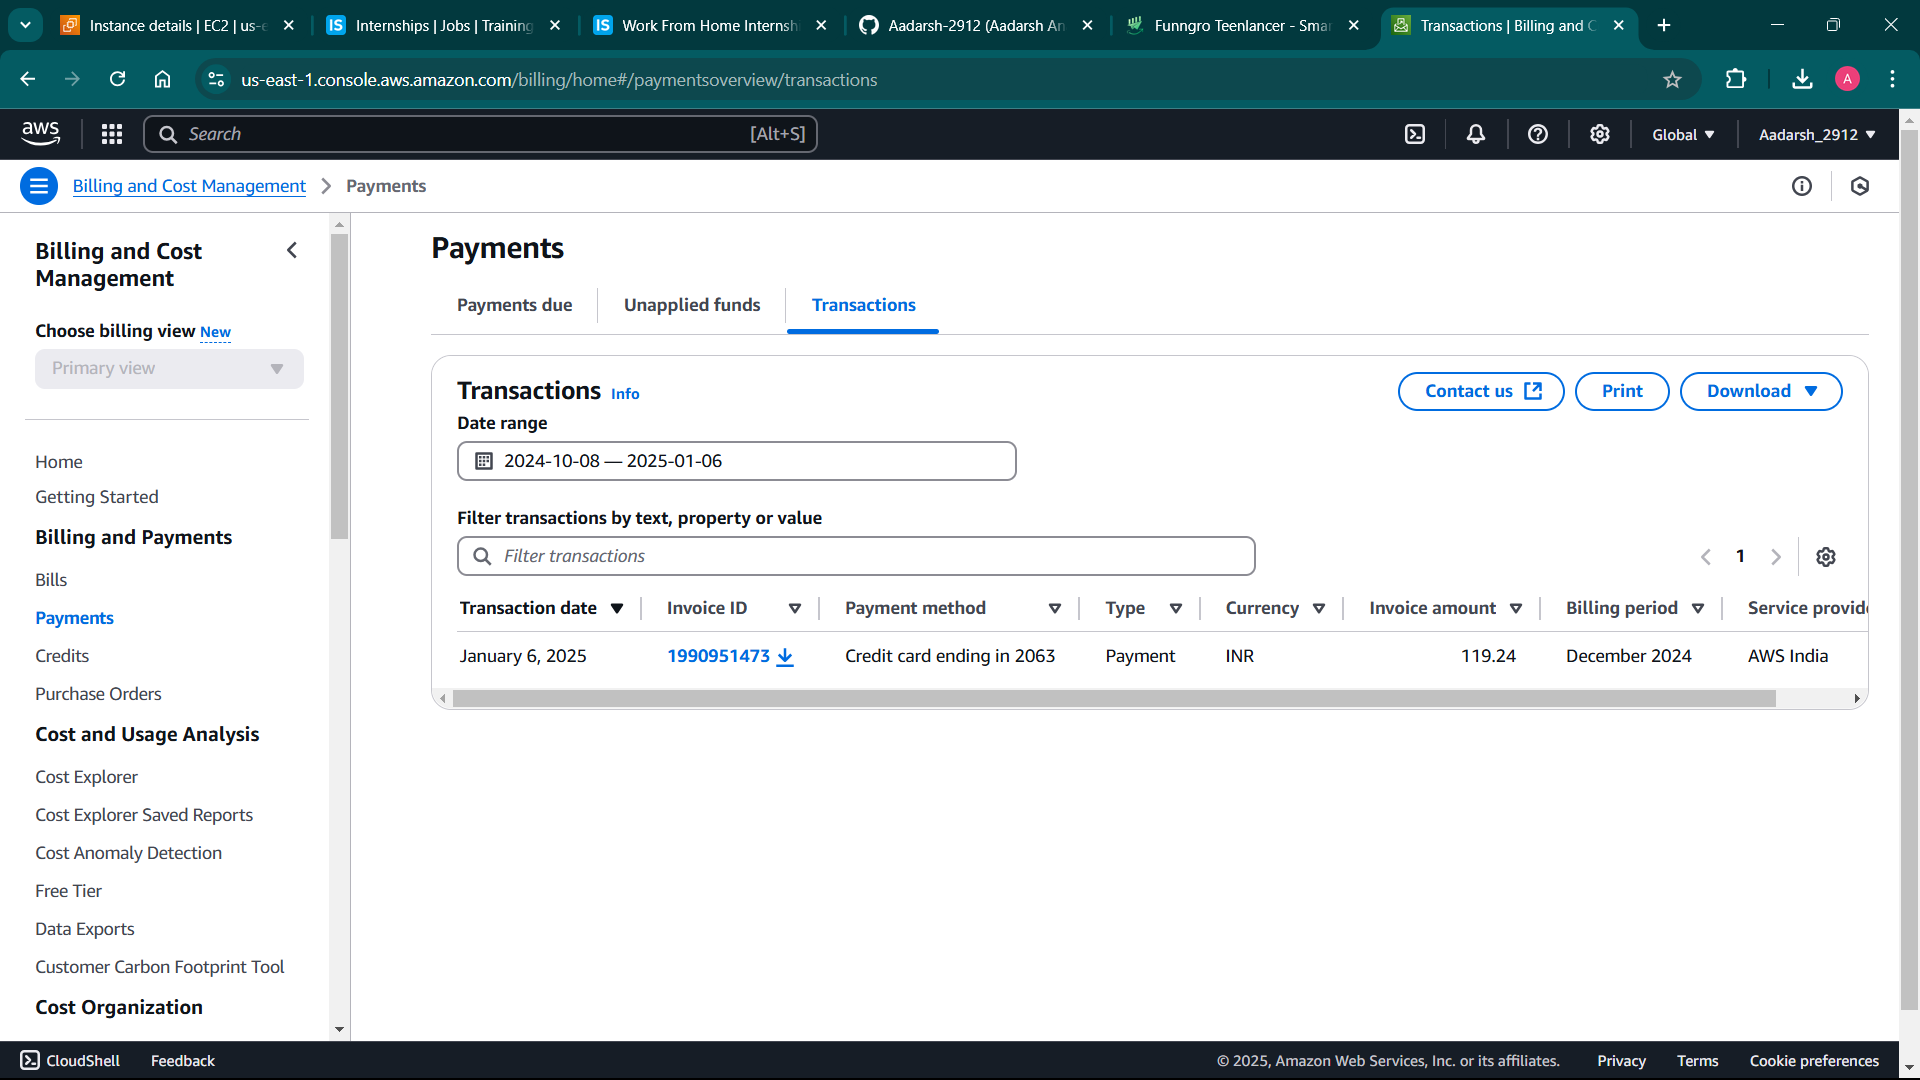 Instance details | EC2 | us-e
Internships | Jobs | Training
Work From Home Internshi
Aadarsh-2912 (Aadarsh An
Funngro Teenlancer - Smar
Transactions | Billing and C
us-east-1.console.aws.amazon.com/billing/home#/paymentsoverview/transactions
A
aws
Search
[Alt+S]
Global
Aadarsh_2912
Billing and Cost Management > Payments
Billing and Cost
Management
Choose billing view New
Primary view
Home
Getting Started
Billing and Payments
Bills
Payments
Credits
Purchase Orders
Cost and Usage Analysis
Cost Explorer
Cost Explorer Saved Reports
Cost Anomaly Detection
Free Tier
Data Exports
Customer Carbon Footprint Tool
Cost Organization
Payments
Payments due
Unapplied funds
Transactions
Transactions Info
Contact us
Print
Download
Date range
2024-10-08 — 2025-01-06
Filter transactions by text, property or value
Filter transactions
1
Transaction date Invoice ID Payment method Type Currency Invoice amount Billing period Service provide
January 6, 2025 1990951473 Credit card ending in 2063 Payment INR 119.24 December 2024 AWS India
CloudShell
Feedback
© 2025, Amazon Web Services, Inc. or its affiliates.
Privacy
Terms
Cookie preferences